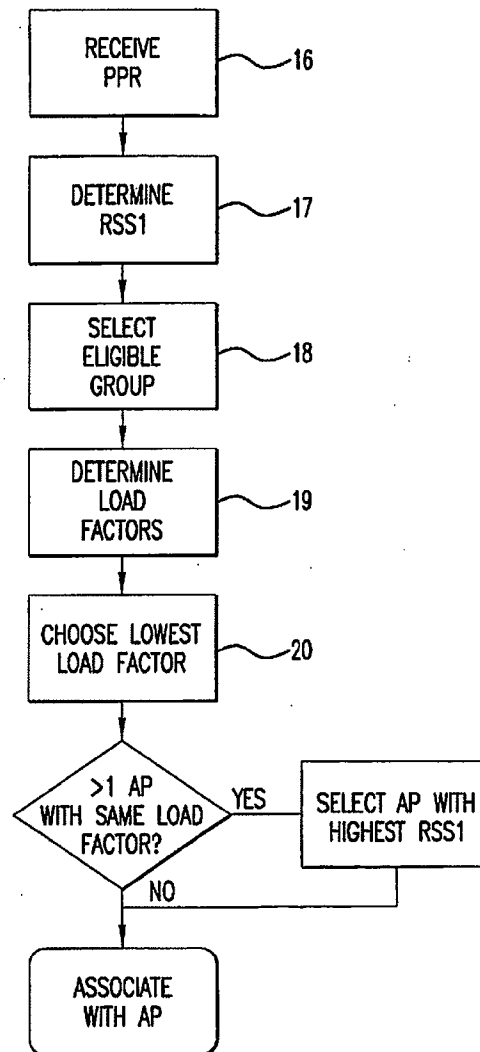 RECEIVE
PPR
16
DETERMINE
RSS1
17
SELECT
ELIGIBLE
GROUP
18
DETERMINE
LOAD
FACTORS
19
CHOOSE LOWEST
LOAD FACTOR
20
>1 AP
WITH SAME LOAD
FACTOR?
YES
SELECT AP WITH
HIGHEST RSS1
NO
ASSOCIATE
WITH AP